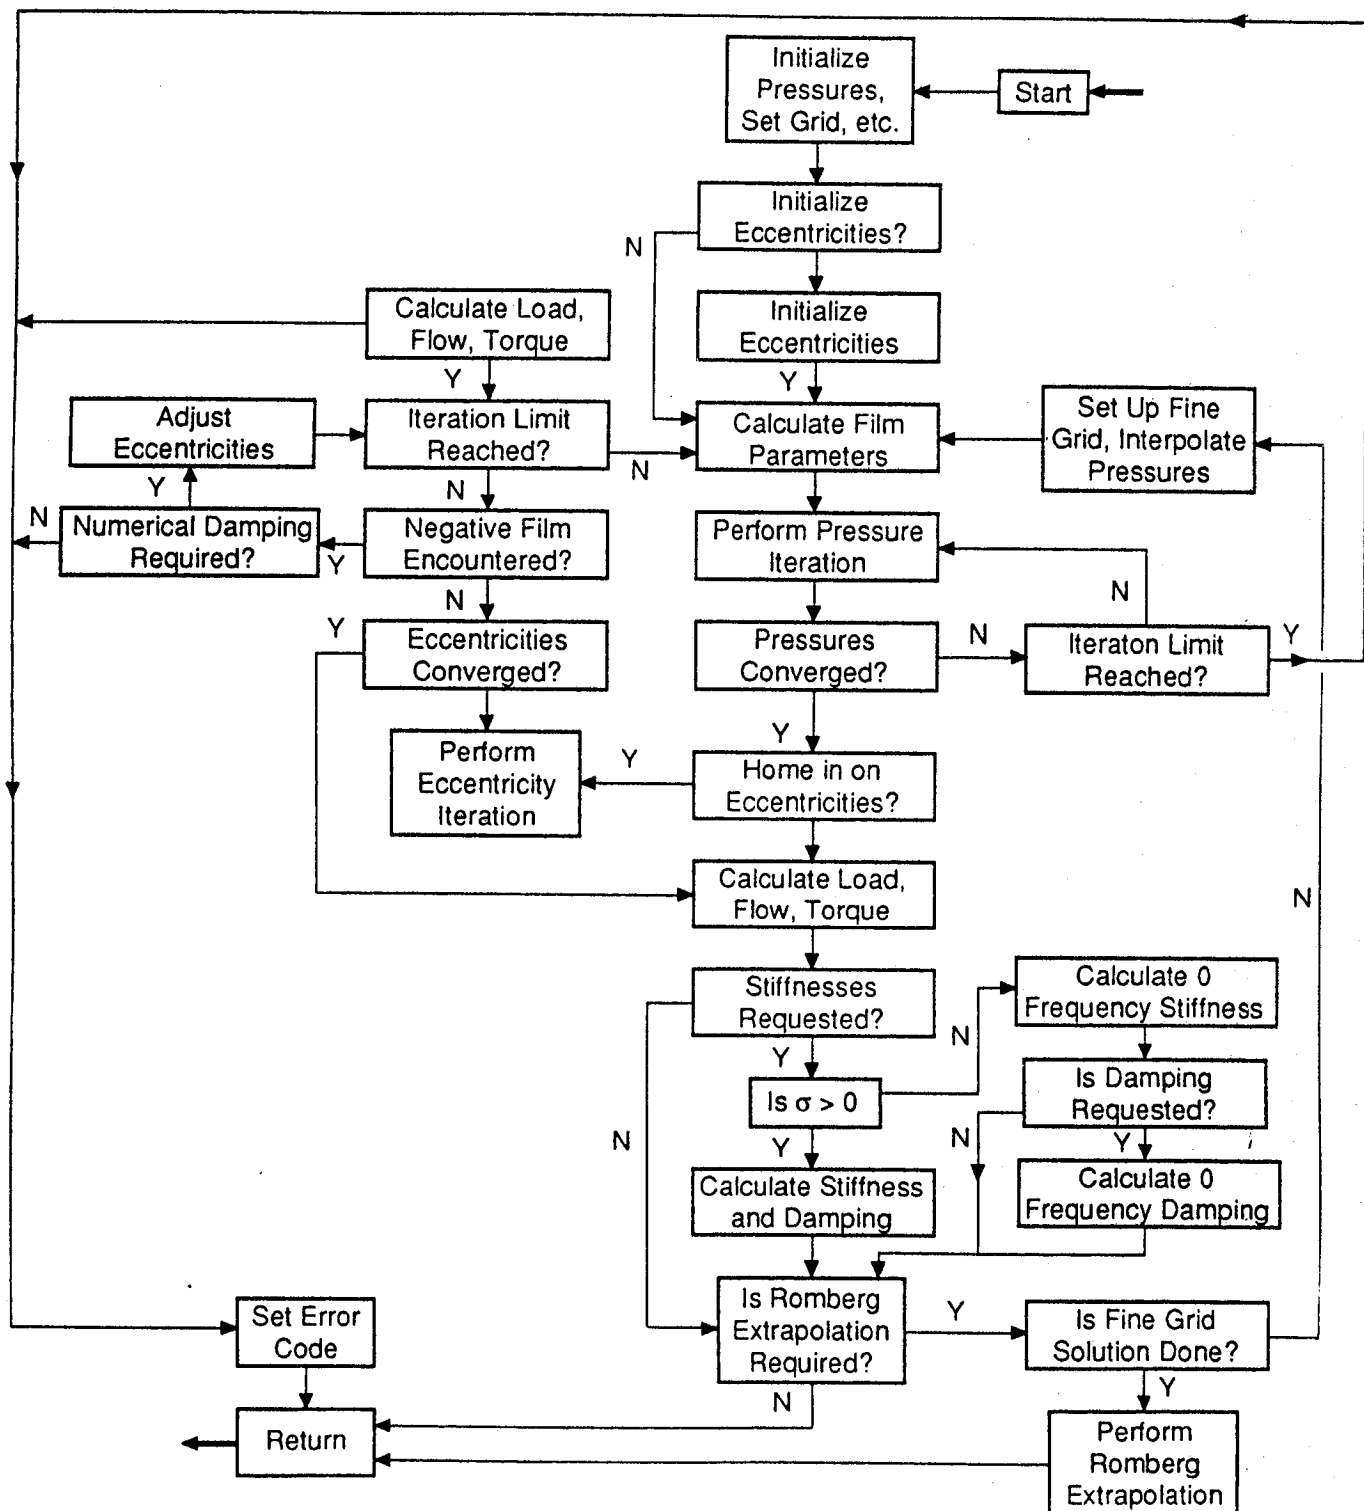 Initialize
Pressures,
Set Grid, etc.
Start
Initialize
Eccentricities?
N
Initialize
Eccentricities
Y
Calculate Load,
Flow, Torque
Y
Adjust
Eccentricities
Iteration Limit
Reached?
N
Calculate Film
Parameters
Set Up Fine
Grid, Interpolate
Pressures
Y
N
N
Numerical Damping
Required?
Y
Negative Film
Encountered?
Perform Pressure
Iteration
N
N
Y
Eccentricities
Converged?
Pressures
Converged?
N
Iteraton Limit
Reached?
Y
Y
Perform
Eccentricity
Iteration
Y
Home in on
Eccentricities?
Calculate Load,
Flow, Torque
N
Stiffnesses
Requested?
N
Calculate 0
Frequency Stiffness
Y
Is σ > 0
Is Damping
Requested?
N
Y
N
Y
Calculate Stiffness
and Damping
Calculate 0
Frequency Damping
Set Error
Code
Is Romberg
Extrapolation
Required?
Y
Is Fine Grid
Solution Done?
N
Y
Return
Perform
Romberg
Extrapolation